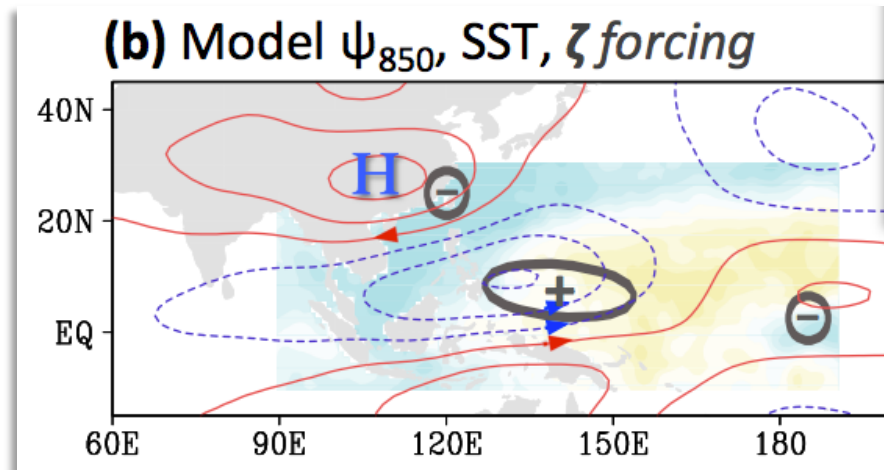 (b) Model ψ850, SST, ζ forcing
40N
H
−
20N
+
−
EQ
60E 90E 120E 150E 180